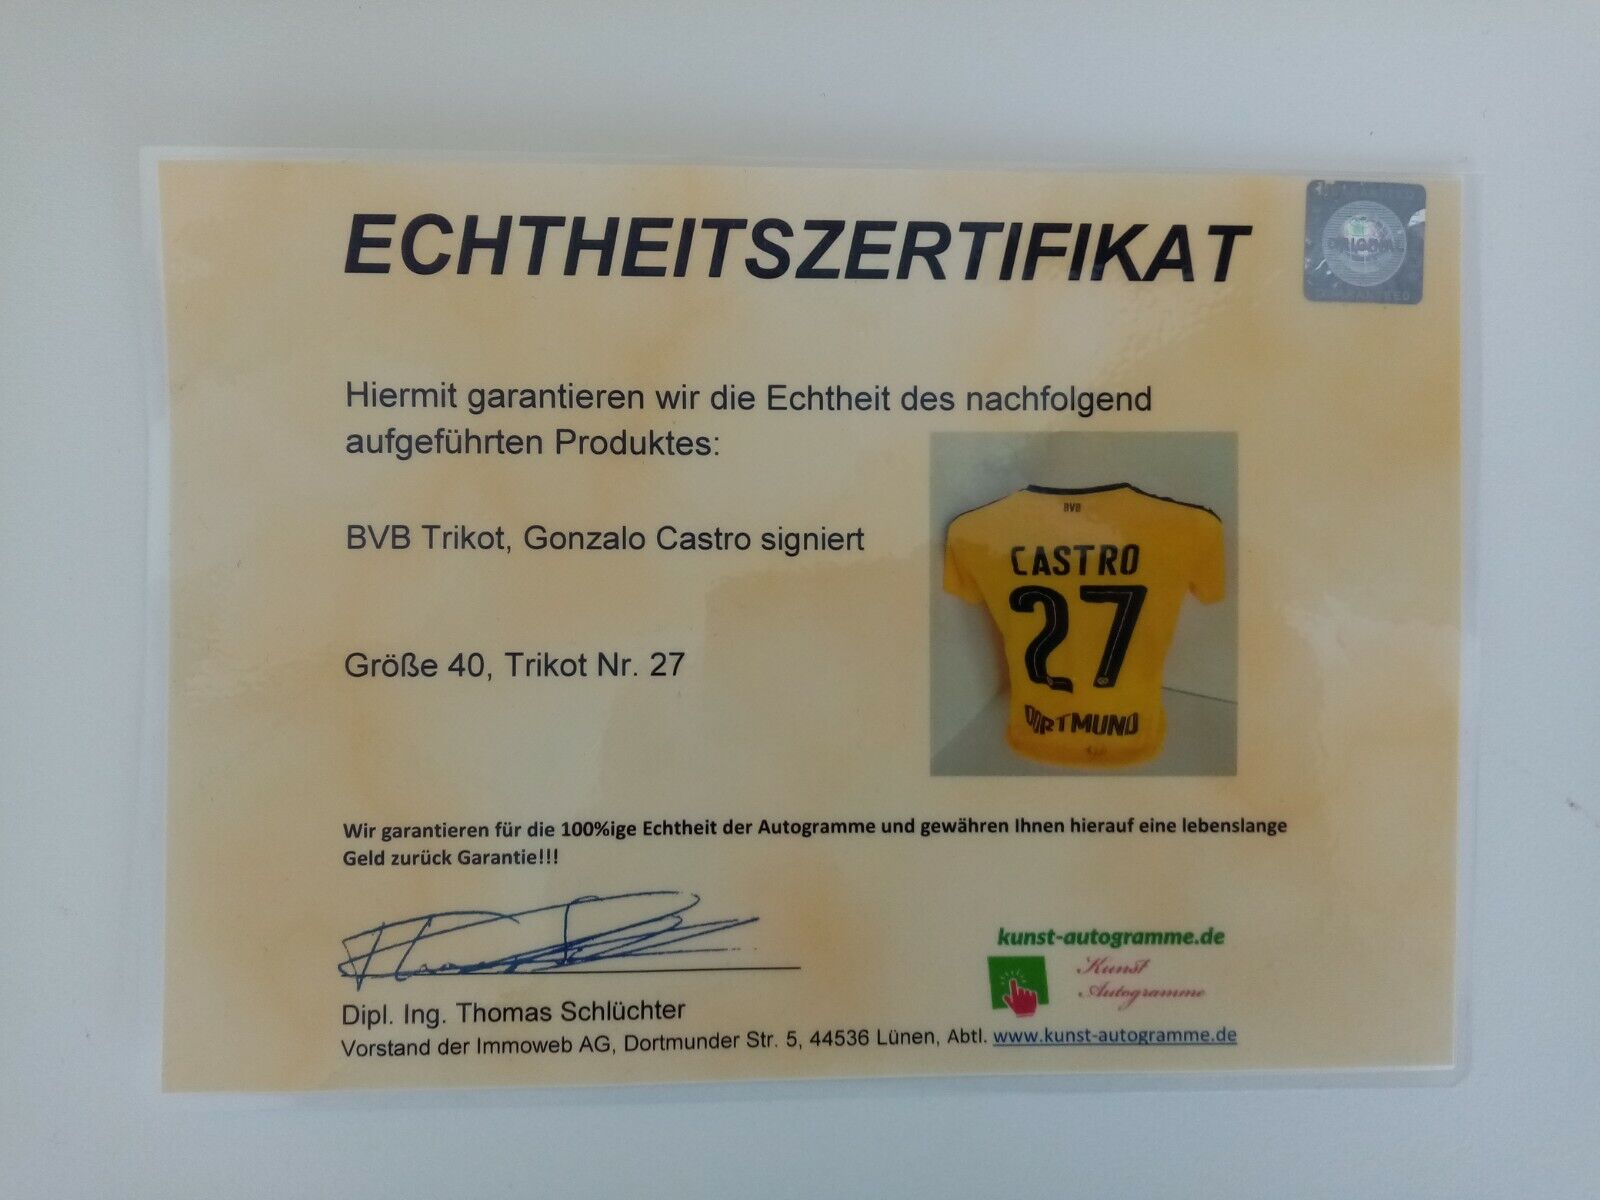 ECHTHEITSZERTIFIKAT
ORIGINAL
GUARANTEED
Hiermit garantieren wir die Echtheit des nachfolgend
aufgeführten Produktes:
BVB Trikot, Gonzalo Castro signiert
Größe 40, Trikot Nr. 27
BVB
CASTRO
27
DORTMUND
Wir garantieren für die 100%ige Echtheit der Autogramme und gewähren Ihnen hierauf eine lebenslange
Geld zurück Garantie!!!
kunst-autogramme.de
Kunst
Autogramme
Dipl. Ing. Thomas Schlüchter
Vorstand der Immoweb AG, Dortmunder Str. 5, 44536 Lünen, Abtl. www.kunst-autogramme.de